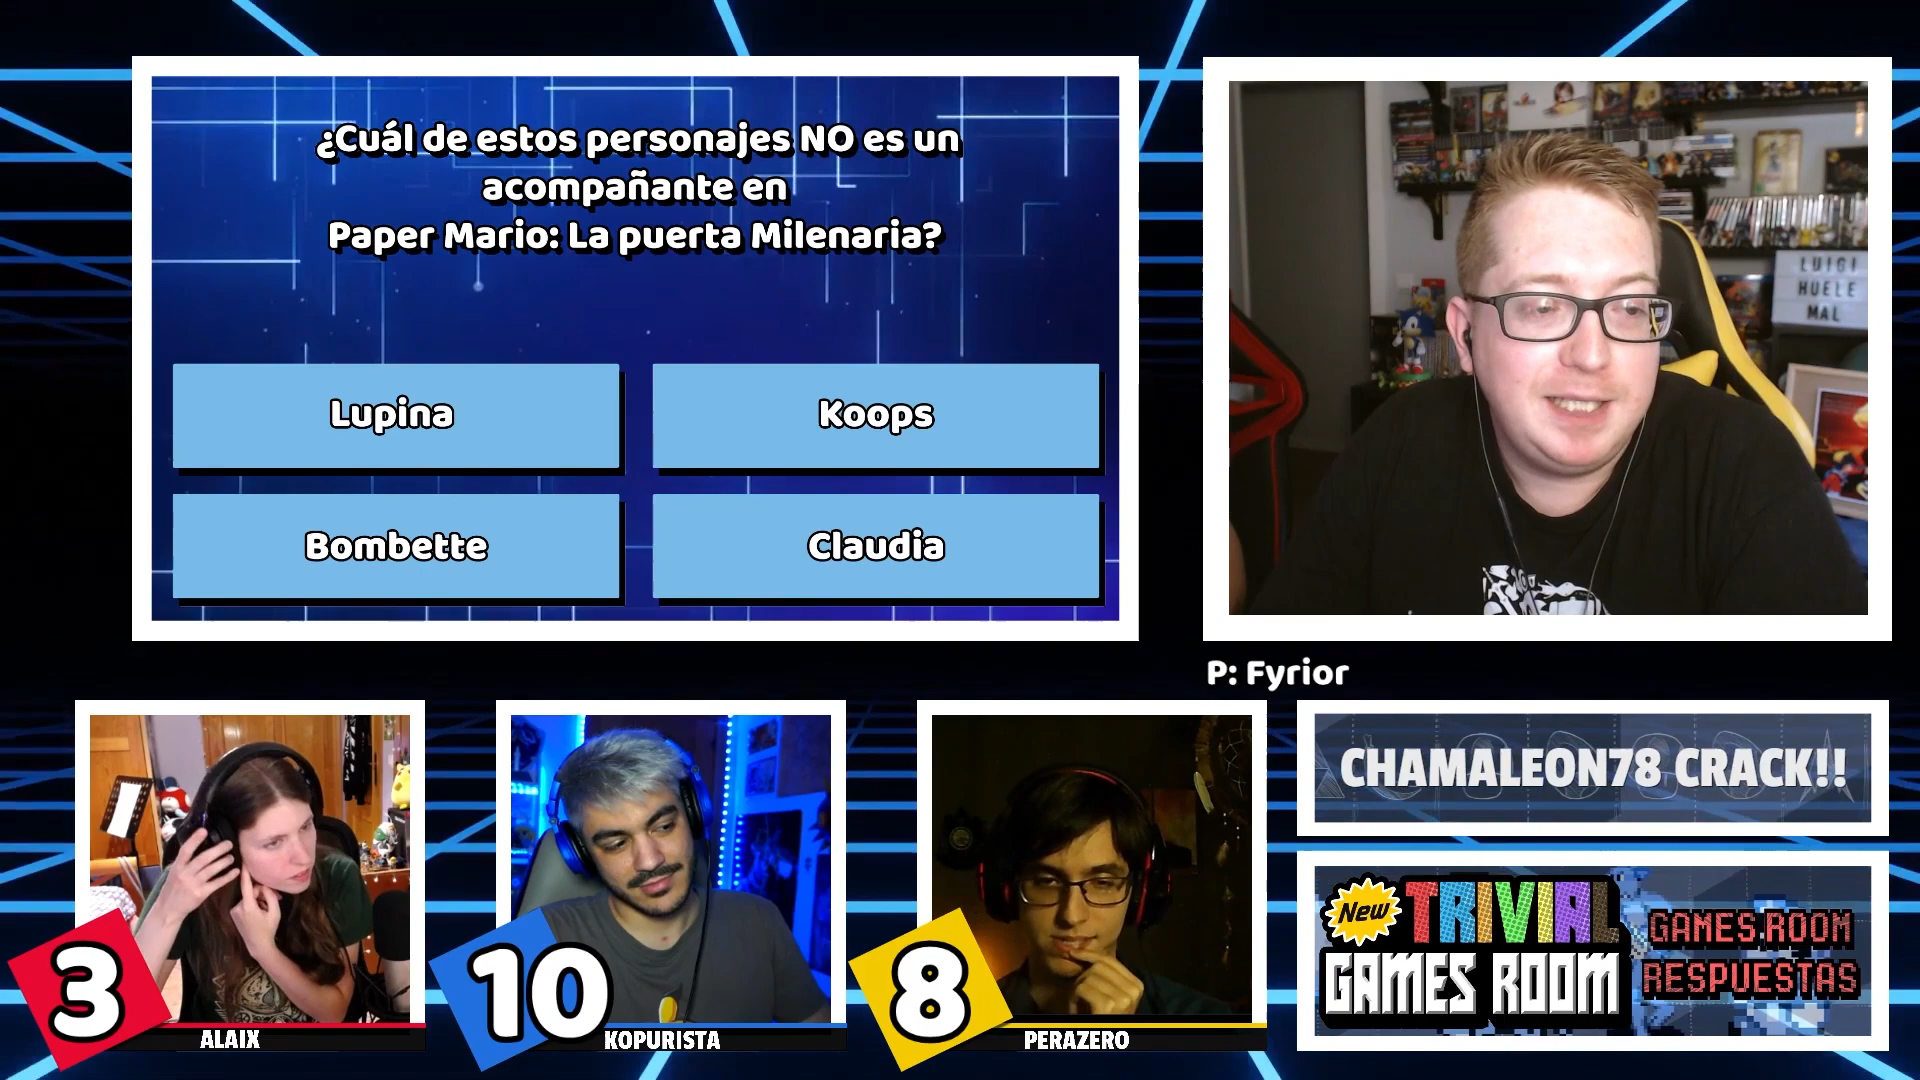 ¿Cuál de estos personajes NO es un
acompañante en
Paper Mario: La puerta Milenaria?
Lupina
Koops
Bombette
Claudia
LUIGI
HUELE
MAL
P: Fyrior
CHAMALEON78 CRACK!!
New
TRIVIAL
GAMES ROOM
GAMES ROOM
RESPUESTAS
3
ALAIX
10
KOPURISTA
8
PERAZERO